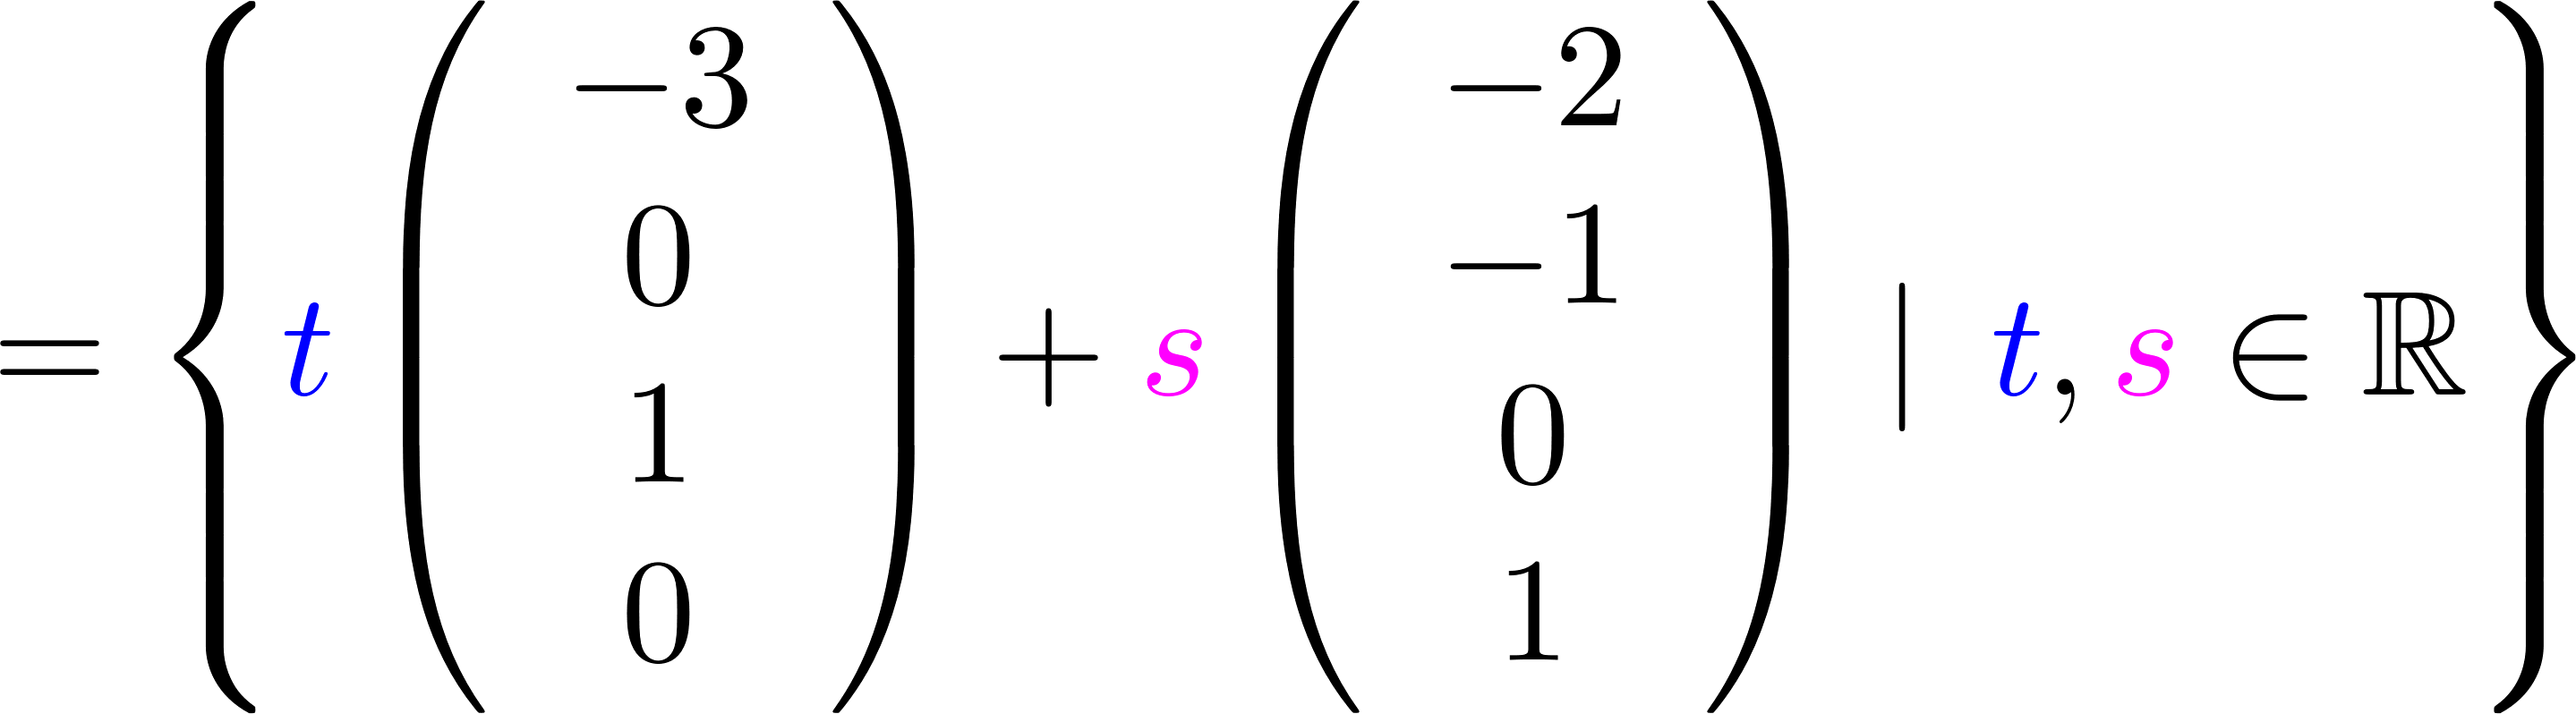 = { t ( −3 0 1 0 ) + s ( −2 −1 0 1 ) | t, s ∈ ℝ }